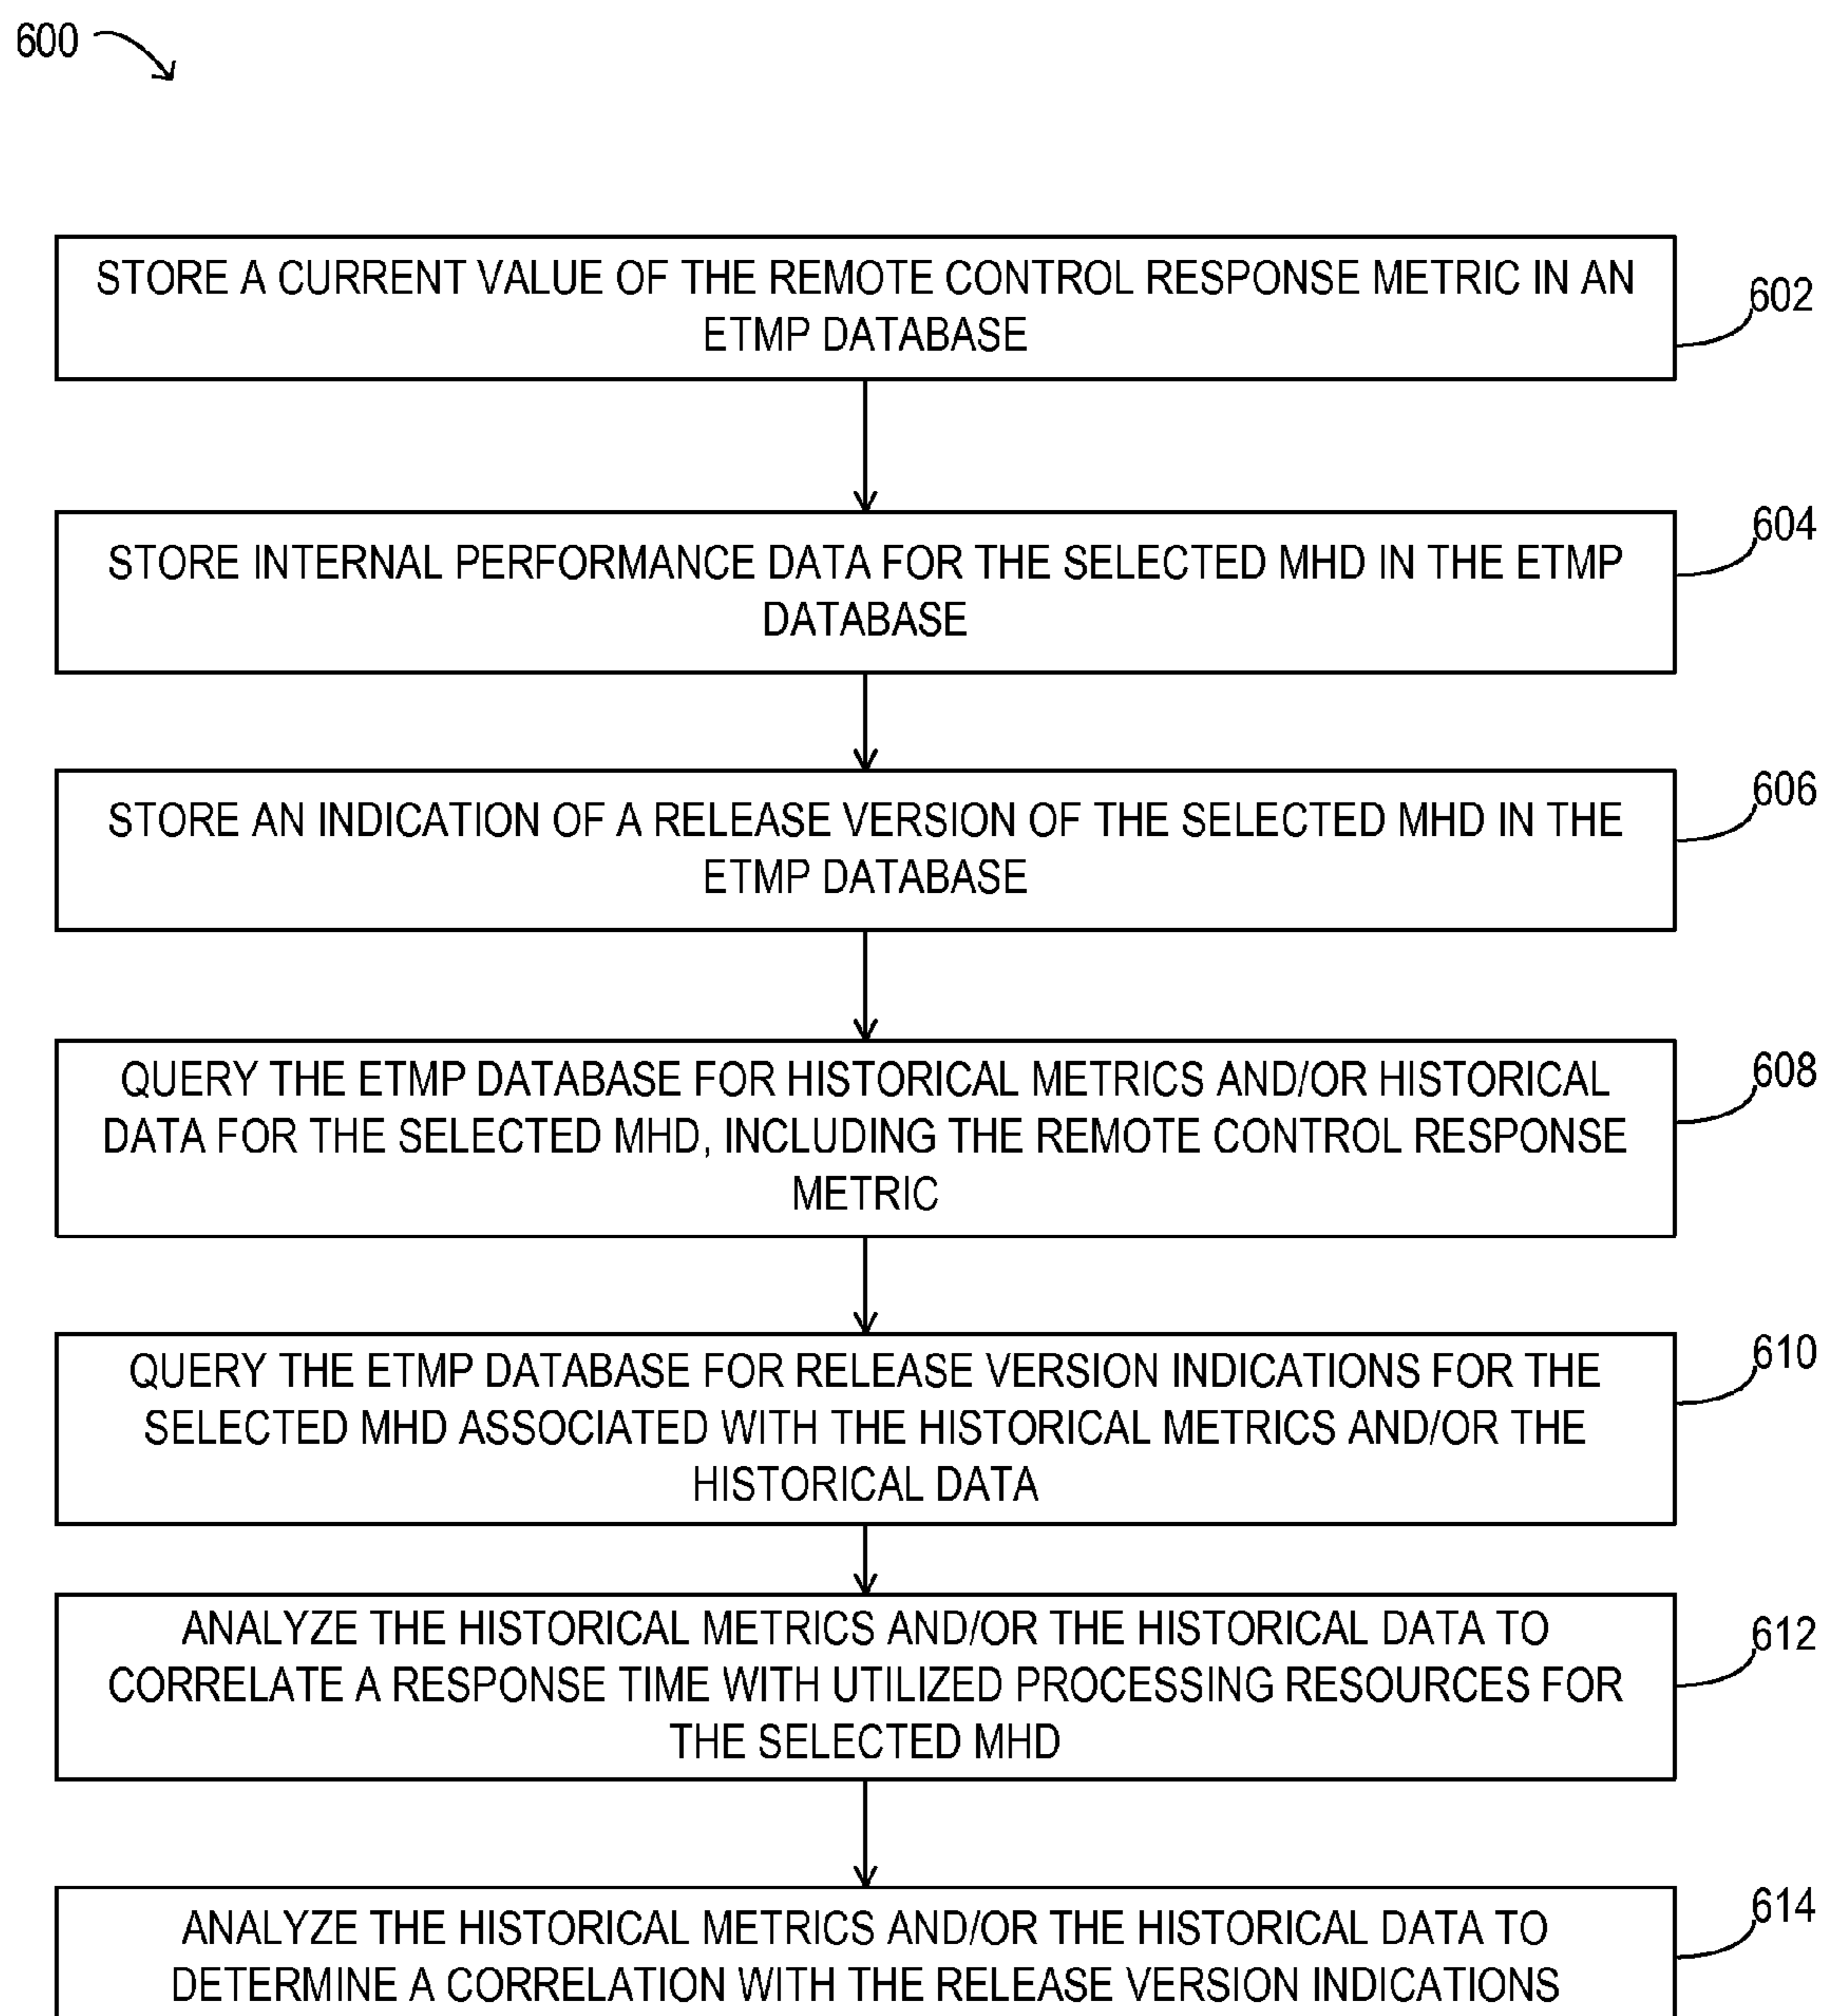 600
STORE A CURRENT VALUE OF THE REMOTE CONTROL RESPONSE METRIC IN AN
ETMP DATABASE
602
STORE INTERNAL PERFORMANCE DATA FOR THE SELECTED MHD IN THE ETMP
DATABASE
604
STORE AN INDICATION OF A RELEASE VERSION OF THE SELECTED MHD IN THE
ETMP DATABASE
606
QUERY THE ETMP DATABASE FOR HISTORICAL METRICS AND/OR HISTORICAL
DATA FOR THE SELECTED MHD, INCLUDING THE REMOTE CONTROL RESPONSE
METRIC
608
QUERY THE ETMP DATABASE FOR RELEASE VERSION INDICATIONS FOR THE
SELECTED MHD ASSOCIATED WITH THE HISTORICAL METRICS AND/OR THE
HISTORICAL DATA
610
ANALYZE THE HISTORICAL METRICS AND/OR THE HISTORICAL DATA TO
CORRELATE A RESPONSE TIME WITH UTILIZED PROCESSING RESOURCES FOR
THE SELECTED MHD
612
ANALYZE THE HISTORICAL METRICS AND/OR THE HISTORICAL DATA TO
DETERMINE A CORRELATION WITH THE RELEASE VERSION INDICATIONS
614